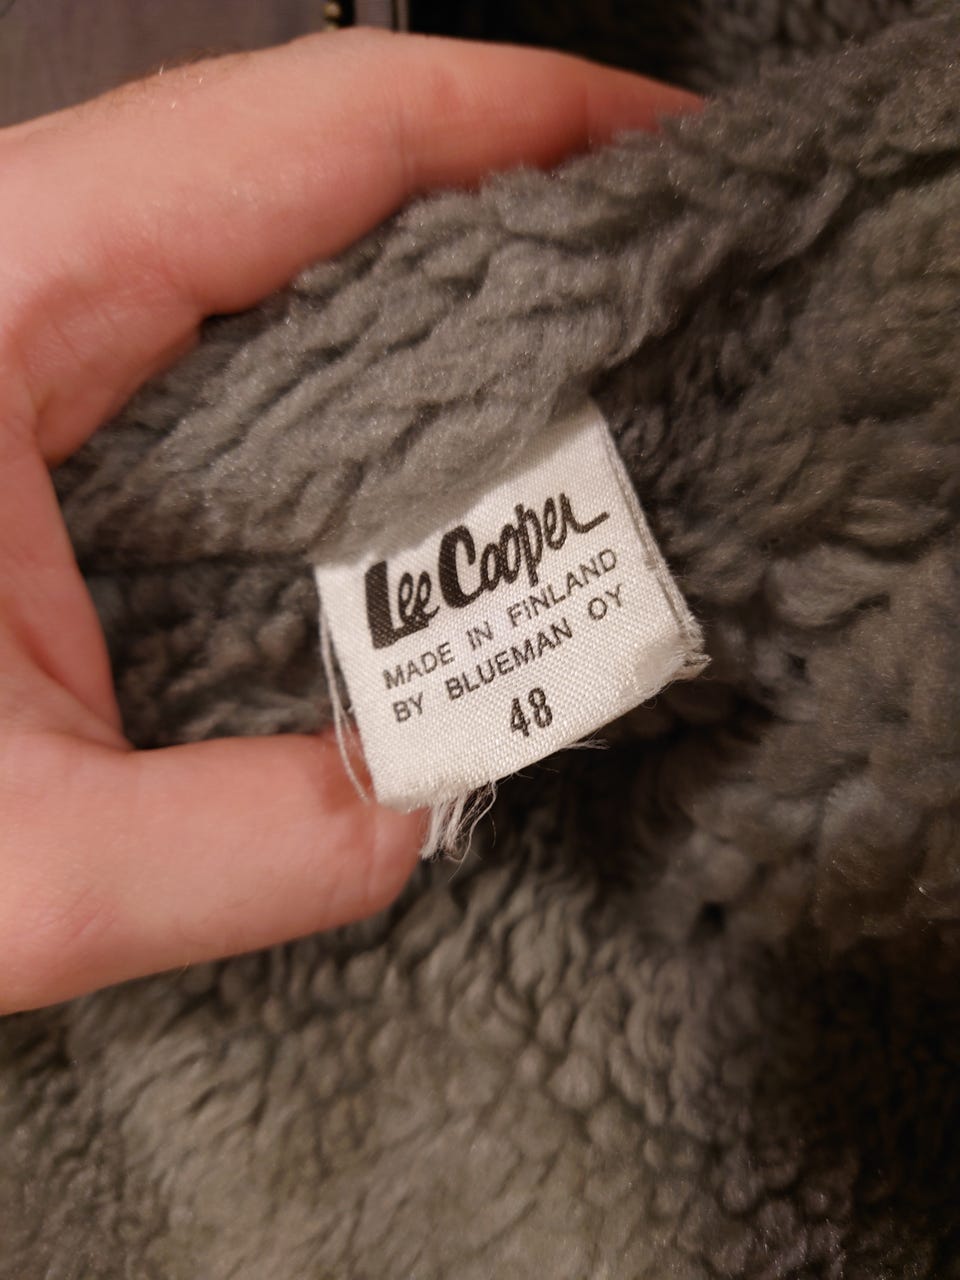 Lee Cooper
MADE IN FINLAND
BY BLUEMAN OY
48